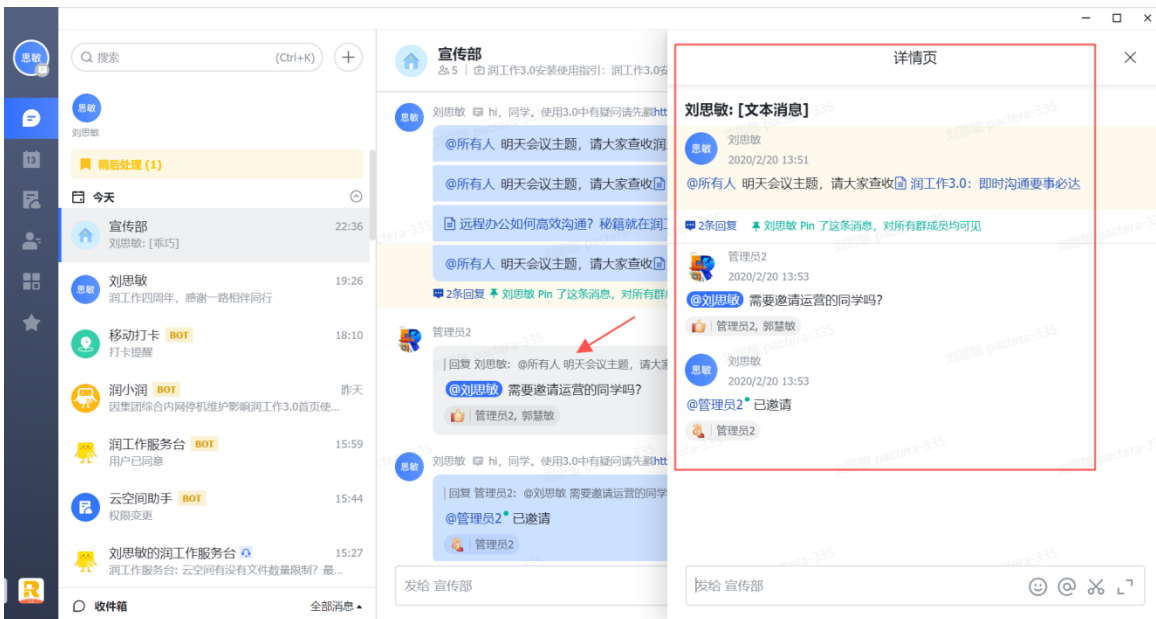 思敏
搜索 (Ctrl+K)
思敏
刘思敏
稍后处理 (1)
今天
宣传部 22:36
刘思敏: [乖巧]
思敏
刘思敏 19:26
润工作四周年，感谢一路相伴同行
移动打卡 BOT 18:10
打卡提醒
润小润 BOT 昨天
因集团综合内网停机维护影响润工作3.0首页使...
润工作服务台 BOT 15:59
用户已同意
云空间助手 BOT 15:44
权限变更
刘思敏的润工作服务台 15:27
润工作服务台: 云空间有没有文件数量限制？最...
收件箱 全部消息
13
宣传部
5 | 润工作3.0安装使用指引：润工作3.0安
思敏
刘思敏 hi，同学。使用3.0中有疑问请先戳htt
@所有人 明天会议主题，请大家查收润
@所有人 明天会议主题，请大家查收
远程办公如何高效沟通？秘籍就在润工
@所有人 明天会议主题，请大家查收
2条回复 刘思敏 Pin 了这条消息，对所有群
管理员2
回复 刘思敏：@所有人 明天会议主题，请大家
@刘思敏 需要邀请运营的同学吗?
管理员2, 郭慧敏
思敏
刘思敏 hi，同学。使用3.0中有疑问请先戳htt
回复 管理员2：@刘思敏 需要邀请运营的同学
@管理员2 已邀请
管理员2
发给 宣传部
详情页
刘思敏: [文本消息]
思敏
刘思敏
2020/2/20 13:51
@所有人 明天会议主题，请大家查收 润工作3.0：即时沟通要事必达
2条回复 刘思敏 Pin 了这条消息，对所有群成员均可见
管理员2
2020/2/20 13:53
@刘思敏 需要邀请运营的同学吗?
管理员2, 郭慧敏
思敏
刘思敏
2020/2/20 13:53
@管理员2 已邀请
管理员2
发给 宣传部
刘思敏 pactera-335